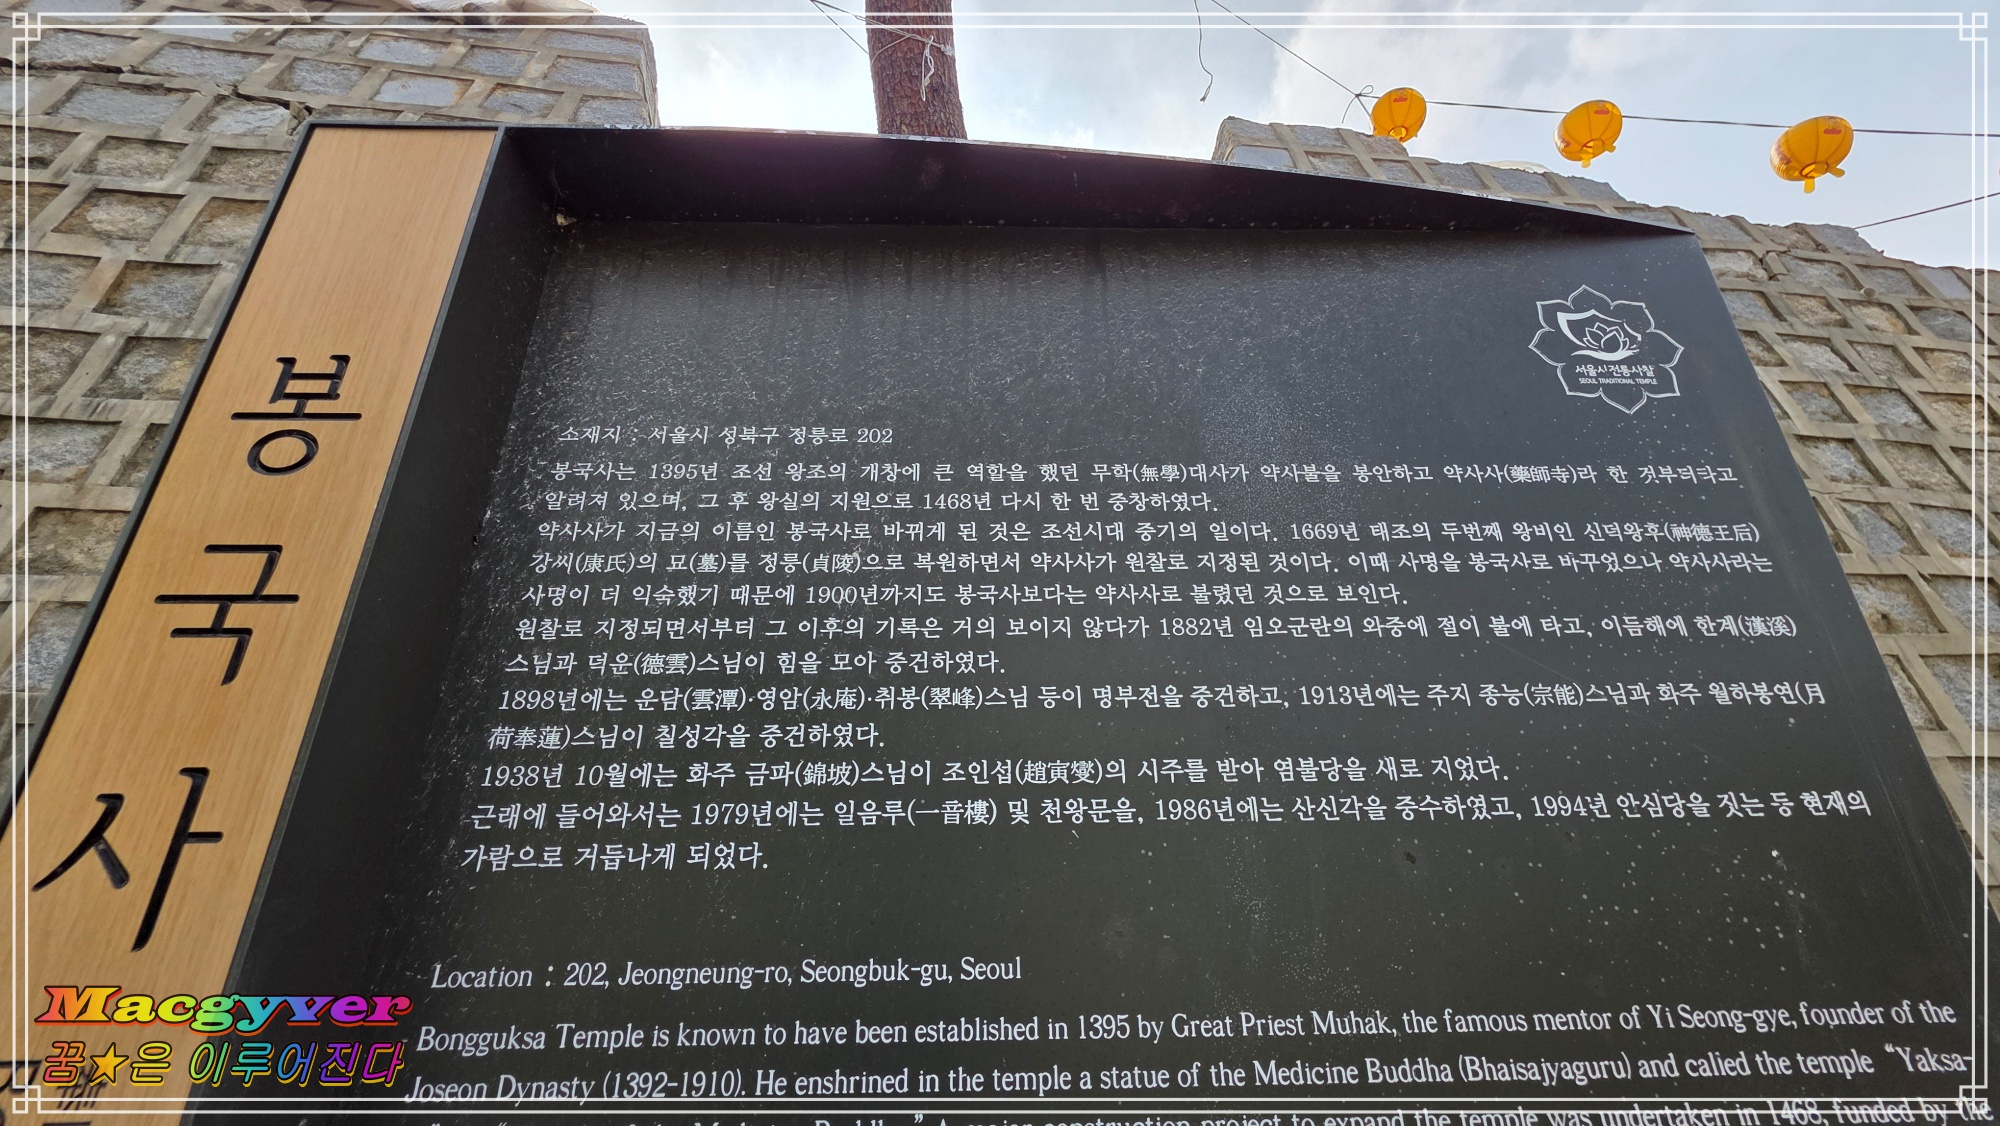 봉국사
서울시전통사찰
SEOUL TRADITIONAL TEMPLE
소재지 : 서울시 성북구 정릉로 202
봉국사는 1395년 조선 왕조의 개창에 큰 역할을 했던 무학(無學)대사가 약사불을 봉안하고 약사사(藥師寺)라 한 것부터라고
알려져 있으며, 그 후 왕실의 지원으로 1468년 다시 한 번 중창하였다.
약사사가 지금의 이름인 봉국사로 바뀌게 된 것은 조선시대 중기의 일이다. 1669년 태조의 두번째 왕비인 신덕왕후(神德王后)
강씨(康氏)의 묘(墓)를 정릉(貞陵)으로 복원하면서 약사사가 원찰로 지정된 것이다. 이때 사명을 봉국사로 바꾸었으나 약사사라는
사명이 더 익숙했기 때문에 1900년까지도 봉국사보다는 약사사로 불렸던 것으로 보인다.
원찰로 지정되면서부터 그 이후의 기록은 거의 보이지 않다가 1882년 임오군란의 와중에 절이 불에 타고, 이듬해에 한계(漢溪)
스님과 덕운(德雲)스님이 힘을 모아 중건하였다.
1898년에는 운담(雲潭)·영암(永庵)·취봉(翠峰)스님 등이 명부전을 중건하고, 1913년에는 주지 종능(宗能)스님과 화주 월하봉연(月
荷奉蓮)스님이 칠성각을 중건하였다.
1938년 10월에는 화주 금파(錦坡)스님이 조인섭(趙寅燮)의 시주를 받아 염불당을 새로 지었다.
근래에 들어와서는 1979년에는 일음루(一音樓) 및 천왕문을, 1986년에는 산신각을 중수하였고, 1994년 안심당을 짓는 등 현재의
가람으로 거듭나게 되었다.
Location : 202, Jeongneung-ro, Seongbuk-gu, Seoul
Bongguksa Temple is known to have been established in 1395 by Great Priest Muhak, the famous mentor of Yi Seong-gye, founder of the
Joseon Dynasty (1392-1910). He enshrined in the temple a statue of the Medicine Buddha (Bhaisajyaguru) and calied the temple “Yaksa-
Buddha.” A major construction project to expand the temple was undertaken in 1468, funded by the
Macgyver
꿈★은 이루어진다